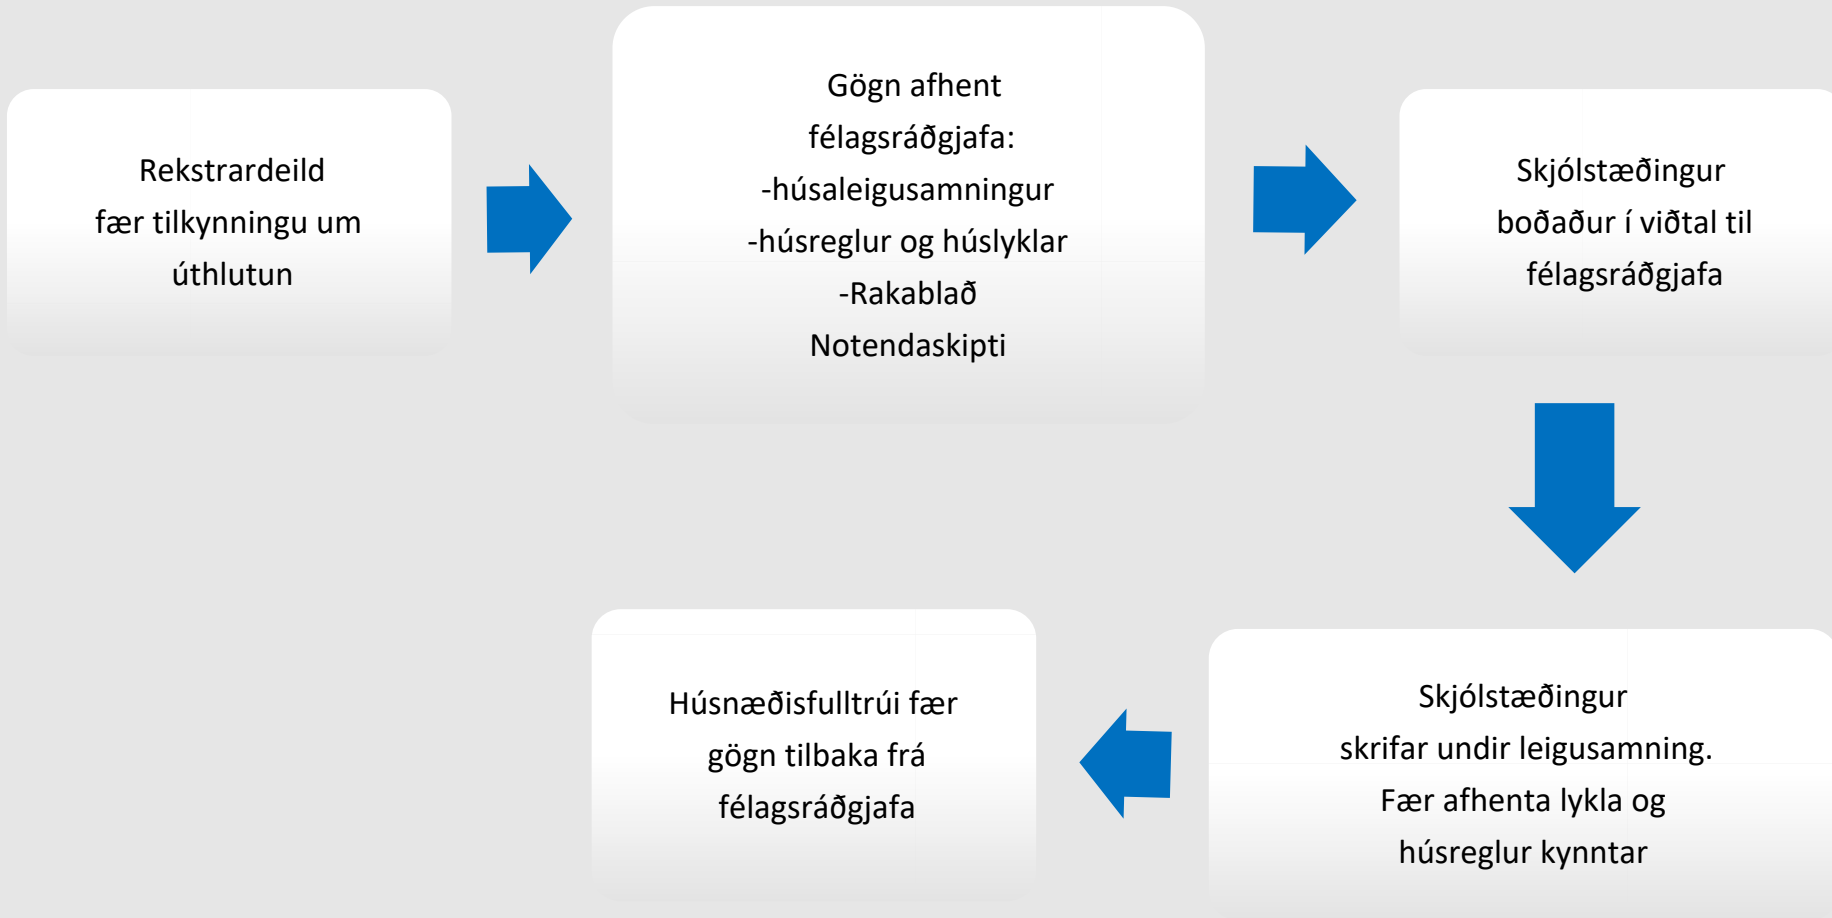 Rekstrardeild
fær tilkynningu um
úthlutun
Gögn afhent
félagsráðgjafa:
-húsaleigusamningur
-húsreglur og húslyklar
-Rakablað
Notendaskipti
Skjólstæðingur
boðaður í viðtal til
félagsráðgjafa
Skjólstæðingur
skrifar undir leigusamning.
Fær afhenta lykla og
húsreglur kynntar
Húsnæðisfulltrúi fær
gögn tilbaka frá
félagsráðgjafa